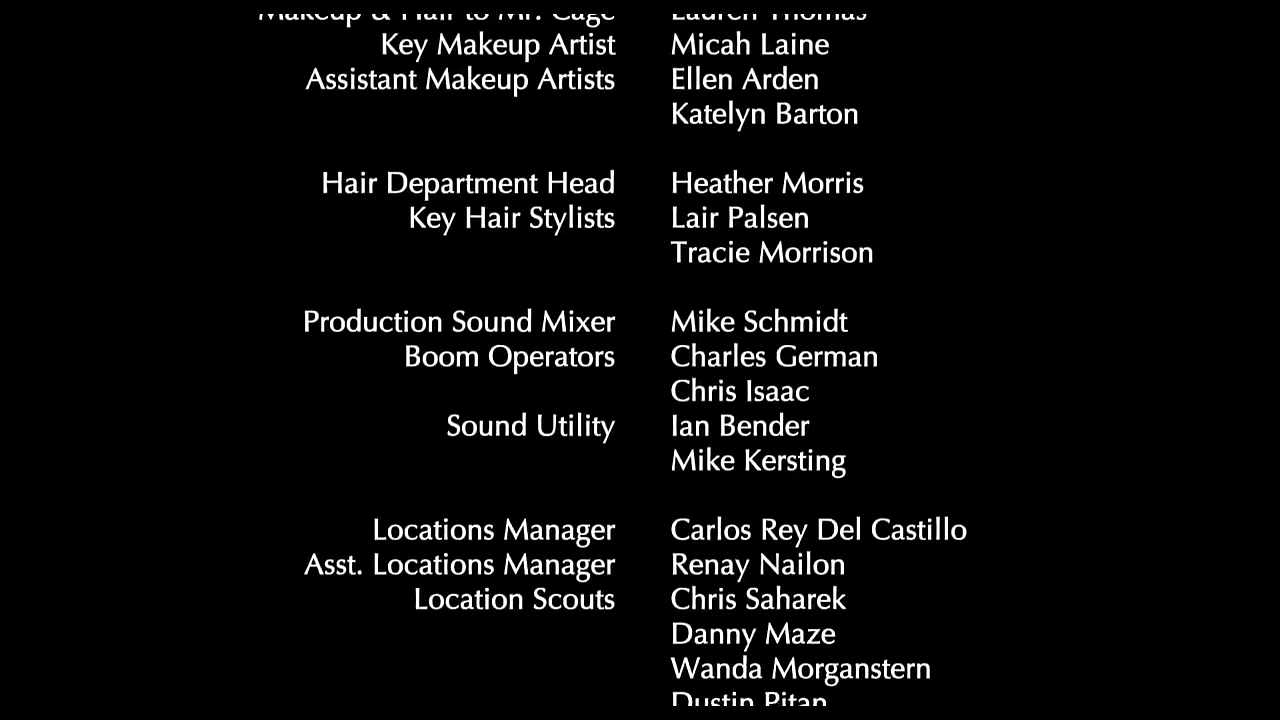 Makeup & Hair to Mr. Cage Lauren Thomas
Key Makeup Artist Micah Laine
Assistant Makeup Artists Ellen Arden
Katelyn Barton
Hair Department Head Heather Morris
Key Hair Stylists Lair Palsen
Tracie Morrison
Production Sound Mixer Mike Schmidt
Boom Operators Charles German
Chris Isaac
Sound Utility Ian Bender
Mike Kersting
Locations Manager Carlos Rey Del Castillo
Asst. Locations Manager Renay Nailon
Location Scouts Chris Saharek
Danny Maze
Wanda Morganstern
Dustin Pitan